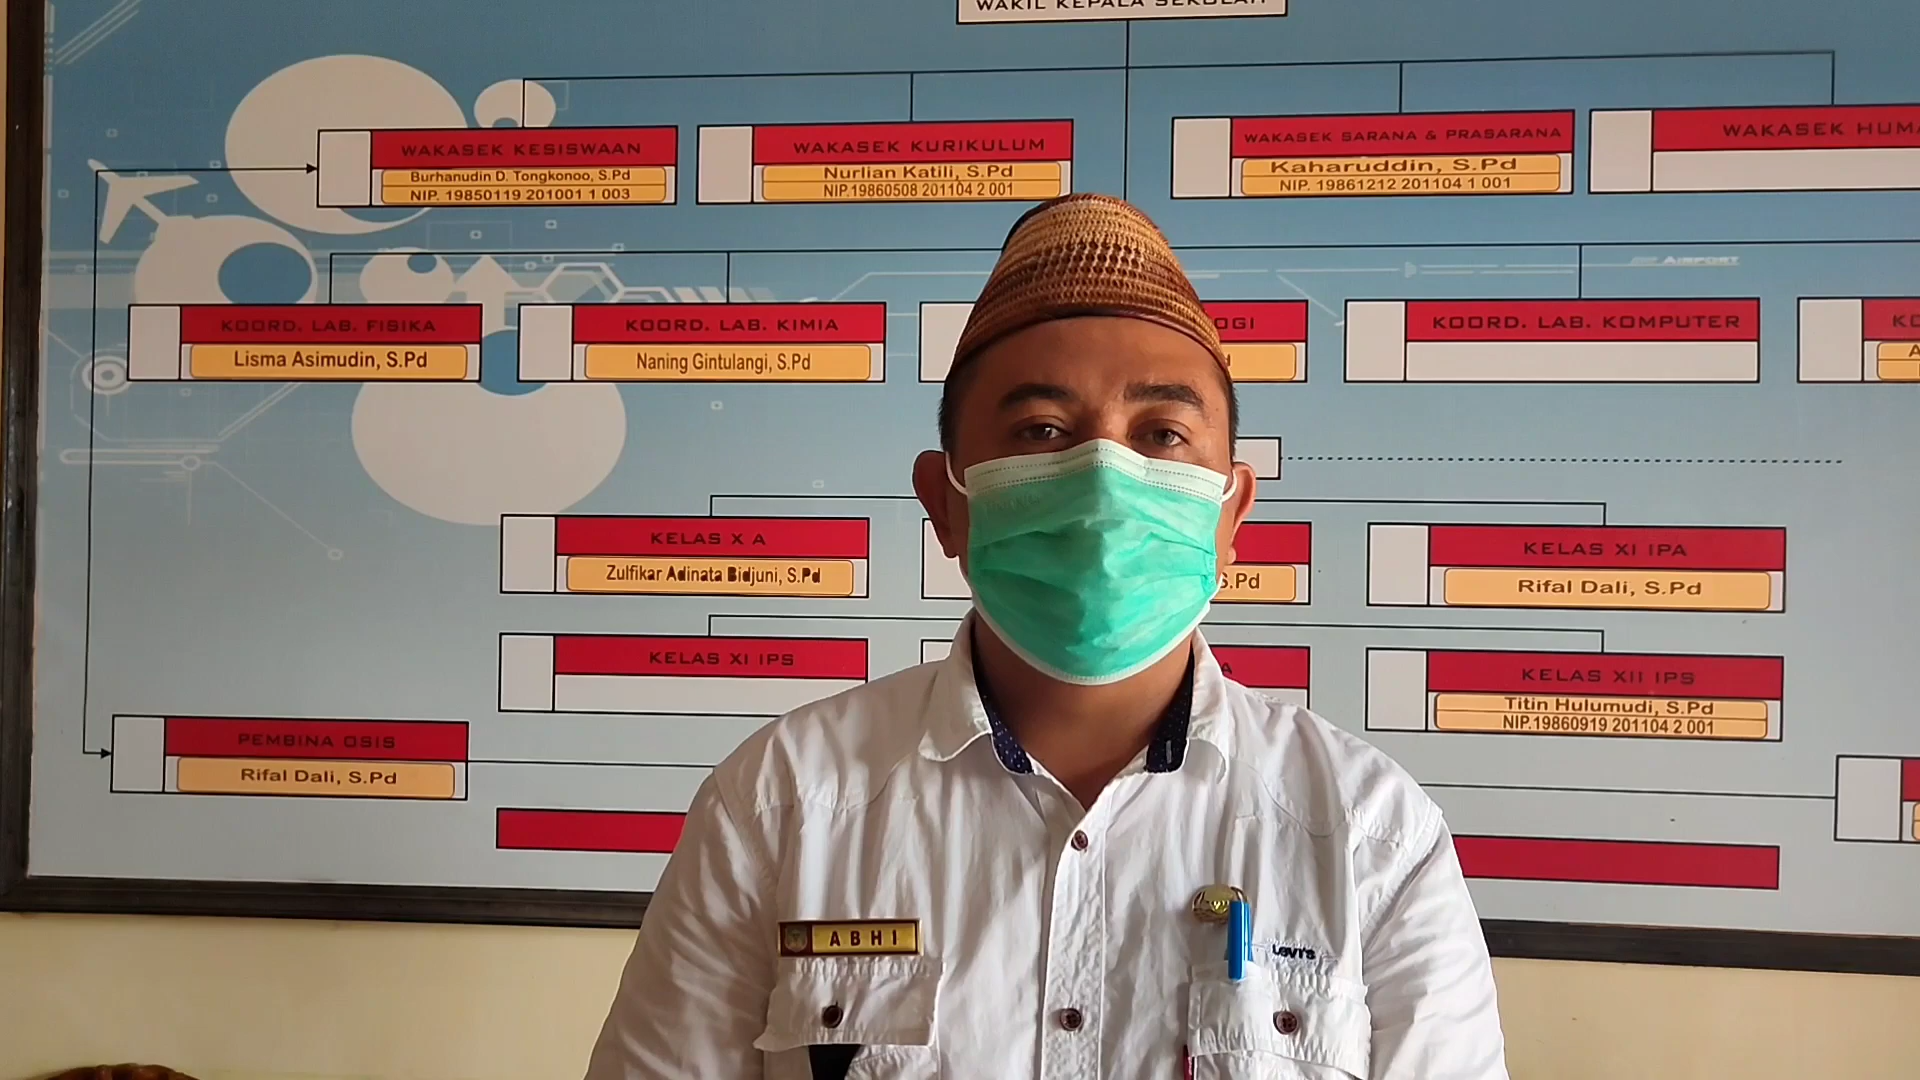 WAKIL KEPALA SEKOLAH
WAKASEK KESISWAAN
Burhanudin D. Tongkonoo, S.Pd
NIP. 19850119 201001 1 003
WAKASEK KURIKULUM
Nurlian Katili, S.Pd
NIP.19860508 201104 2 001
WAKASEK SARANA & PRASARANA
Kaharuddin, S.Pd
NIP. 19861212 201104 1 001
WAKASEK HUMA
AIRPORT
KOORD. LAB. FISIKA
Lisma Asimudin, S.Pd
KOORD. LAB. KIMIA
Naning Gintulangi, S.Pd
OGI
KOORD. LAB. KOMPUTER
KELAS X A
Zulfikar Adinata Bidjuni, S.Pd
S.Pd
KELAS XI IPA
Rifal Dali, S.Pd
KELAS XI IPS
A
KELAS XII IPS
Titin Hulumudi, S.Pd
NIP.19860919 201104 2 001
PEMBINA OSIS
Rifal Dali, S.Pd
ABHI
Levi's